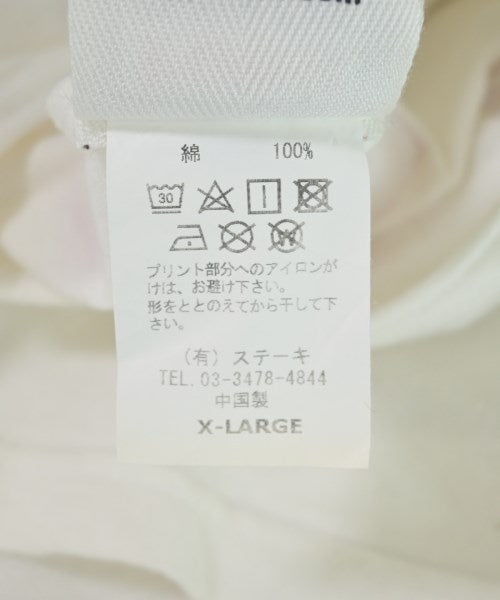 綿 100%
30
プリント部分へのアイロンが
けは、お避け下さい。
形をととのえてから干して下
さい。
(有) ステーキ
TEL.03-3478-4844
中国製
X-LARGE